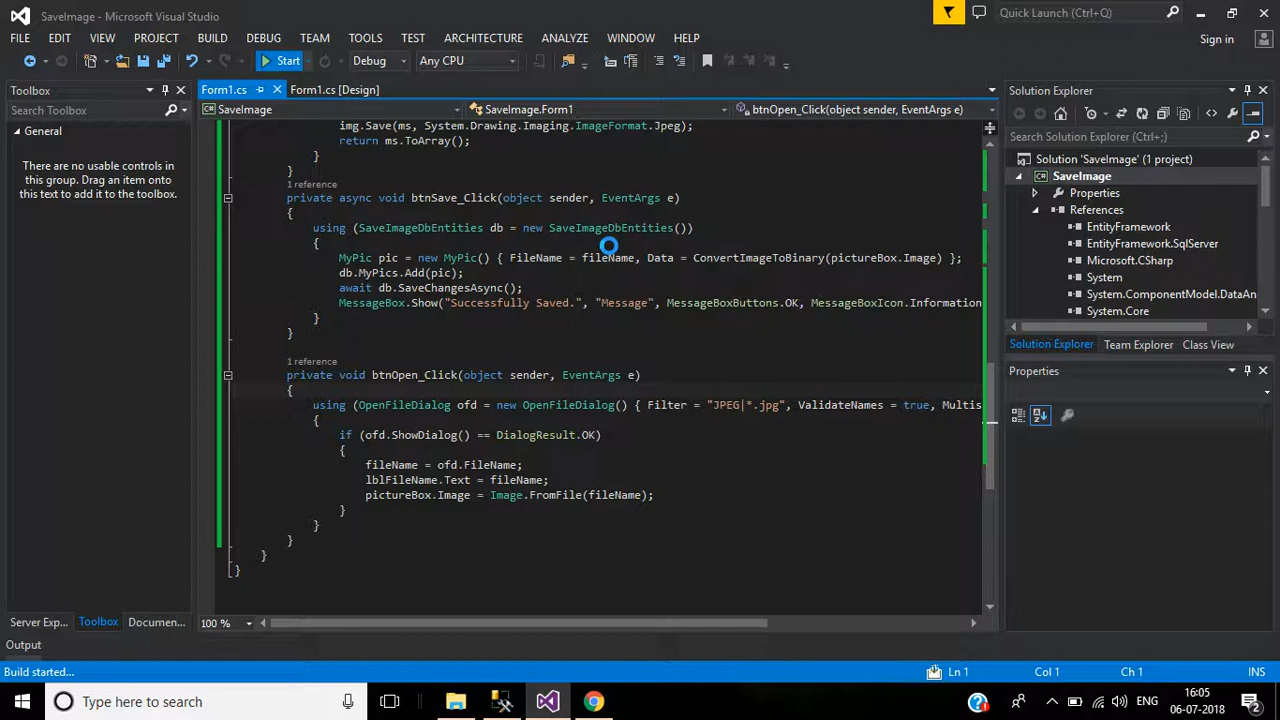 SaveImage - Microsoft Visual Studio
Quick Launch (Ctrl+Q)
FILE EDIT VIEW PROJECT BUILD DEBUG TEAM TOOLS TEST ARCHITECTURE ANALYZE WINDOW HELP
Sign in
Start Debug Any CPU
Toolbox
Search Toolbox
General
There are no usable controls in this group. Drag an item onto this text to add it to the toolbox.
Form1.cs Form1.cs [Design]
SaveImage SaveImage.Form1 btnOpen_Click(object sender, EventArgs e)
img.Save(ms, System.Drawing.Imaging.ImageFormat.Jpeg);
return ms.ToArray();
}
}
1 reference
private async void btnSave_Click(object sender, EventArgs e)
{
using (SaveImageDbEntities db = new SaveImageDbEntities())
{
MyPic pic = new MyPic() { FileName = fileName, Data = ConvertImageToBinary(pictureBox.Image) };
db.MyPics.Add(pic);
await db.SaveChangesAsync();
MessageBox.Show("Successfully Saved.", "Message", MessageBoxButtons.OK, MessageBoxIcon.Information
}
}
1 reference
private void btnOpen_Click(object sender, EventArgs e)
{
using (OpenFileDialog ofd = new OpenFileDialog() { Filter = "JPEG|*.jpg", ValidateNames = true, Multis
{
if (ofd.ShowDialog() == DialogResult.OK)
{
fileName = ofd.FileName;
lblFileName.Text = fileName;
pictureBox.Image = Image.FromFile(fileName);
}
}
}
}
}
100 %
Solution Explorer
Search Solution Explorer (Ctrl+;)
Solution 'SaveImage' (1 project)
SaveImage
Properties
References
EntityFramework
EntityFramework.SqlServer
Microsoft.CSharp
System
System.ComponentModel.DataAn
System.Core
Solution Explorer Team Explorer Class View
Properties
Server Exp... Toolbox Documen...
Output
Build started...
Ln 1 Col 1 Ch 1 INS
Type here to search
ENG
16:05
06-07-2018
2